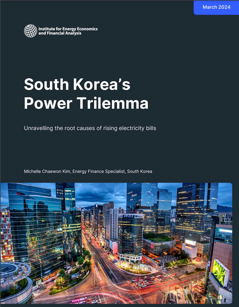 March 2024
Institute for Energy Economics
and Financial Analysis
South Korea's
Power Trilemma
Unravelling the root causes of rising electricity bills
Michelle Chaewon Kim, Energy Finance Specialist, South Korea